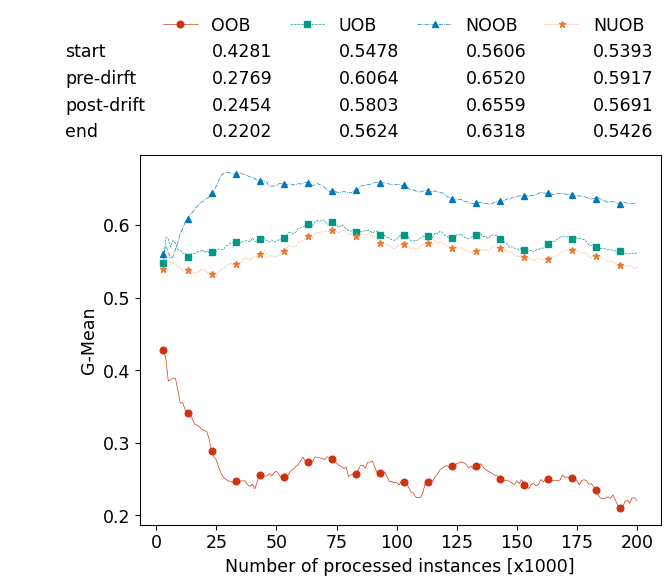 OOB UOB NOOB NUOB
start 0.4281 0.5478 0.5606 0.5393
pre-dirft 0.2769 0.6064 0.6520 0.5917
post-drift 0.2454 0.5803 0.6559 0.5691
end 0.2202 0.5624 0.6318 0.5426
0.6
0.5
0.4
0.3
0.2
G-Mean
0 25 50 75 100 125 150 175 200
Number of processed instances [x1000]